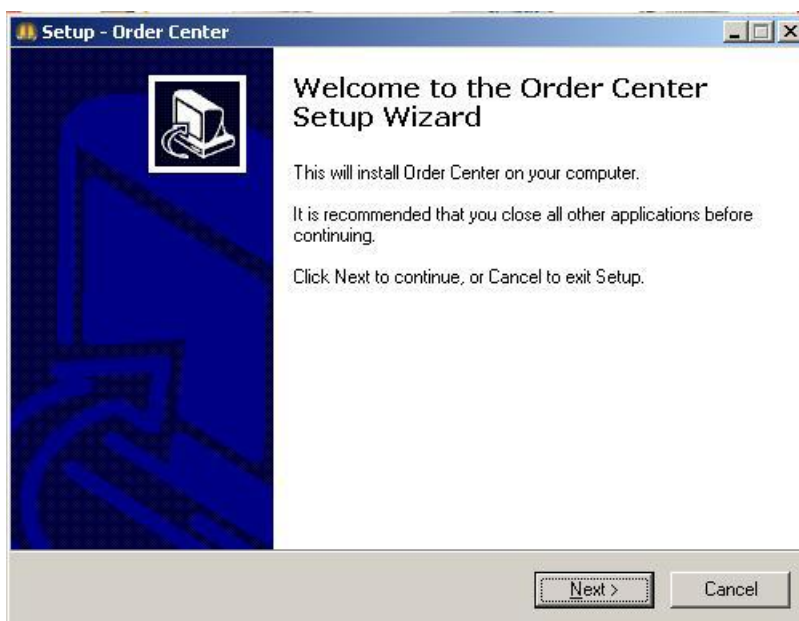 Setup - Order Center
Welcome to the Order Center
Setup Wizard
This will install Order Center on your computer.
It is recommended that you close all other applications before
continuing.
Click Next to continue, or Cancel to exit Setup.
Next >
Cancel